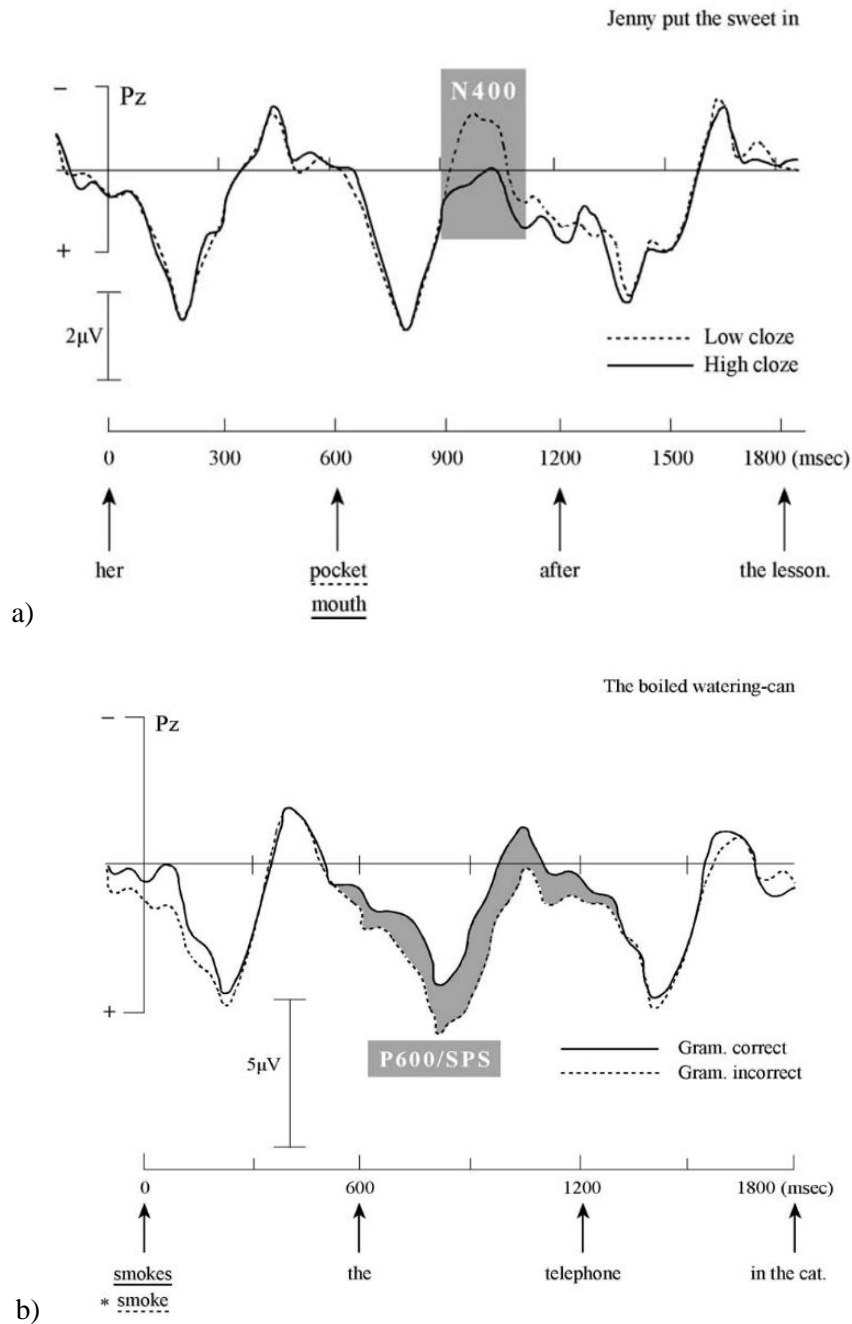 Jenny put the sweet in
−
Pz
N400
+
2μV
Low cloze
High cloze
0 300 600 900 1200 1500 1800 (msec)
her pocket after the lesson.
mouth
a)
The boiled watering-can
−
Pz
+
P600/SPS
5μV
Gram. correct
Gram. incorrect
0 600 1200 1800 (msec)
smokes the telephone in the cat.
* smoke
b)